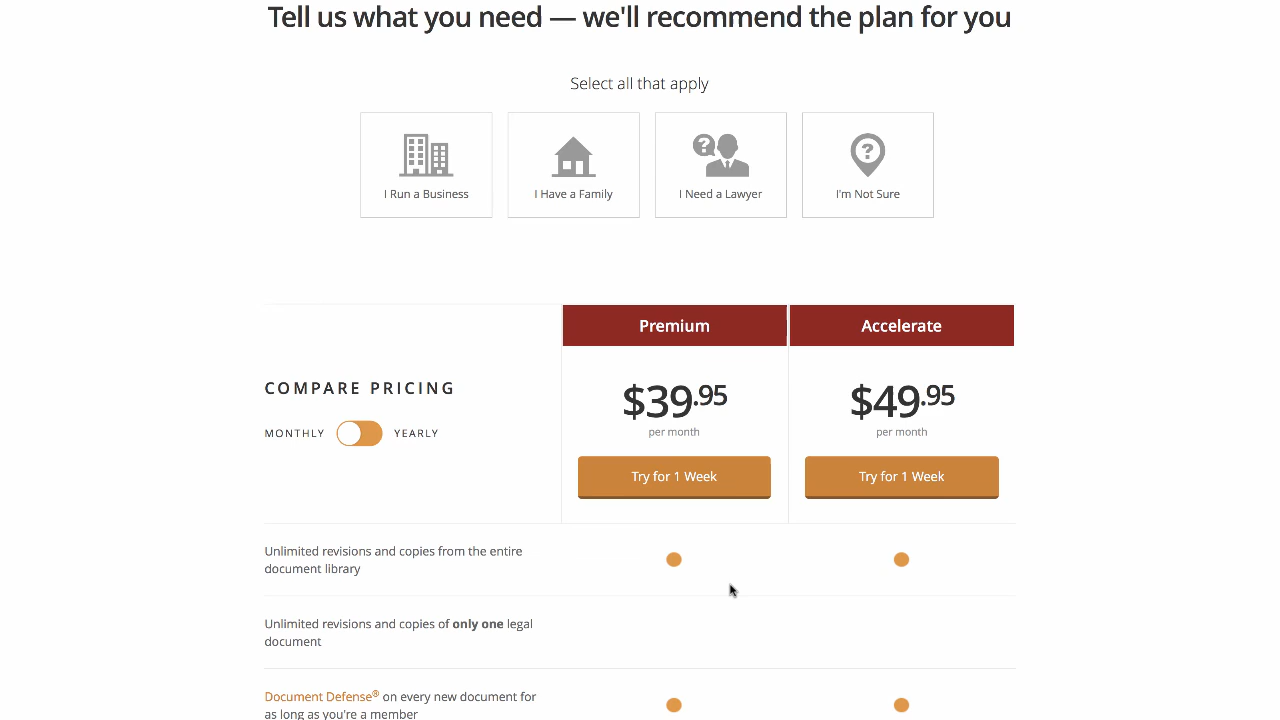 Tell us what you need — we'll recommend the plan for you
Select all that apply
I Run a Business
I Have a Family
I Need a Lawyer
I'm Not Sure
Premium
Accelerate
COMPARE PRICING
MONTHLY
YEARLY
$39.95
per month
Try for 1 Week
$49.95
per month
Try for 1 Week
Unlimited revisions and copies from the entire
document library
Unlimited revisions and copies of only one legal
document
Document Defense® on every new document for
as long as you're a member